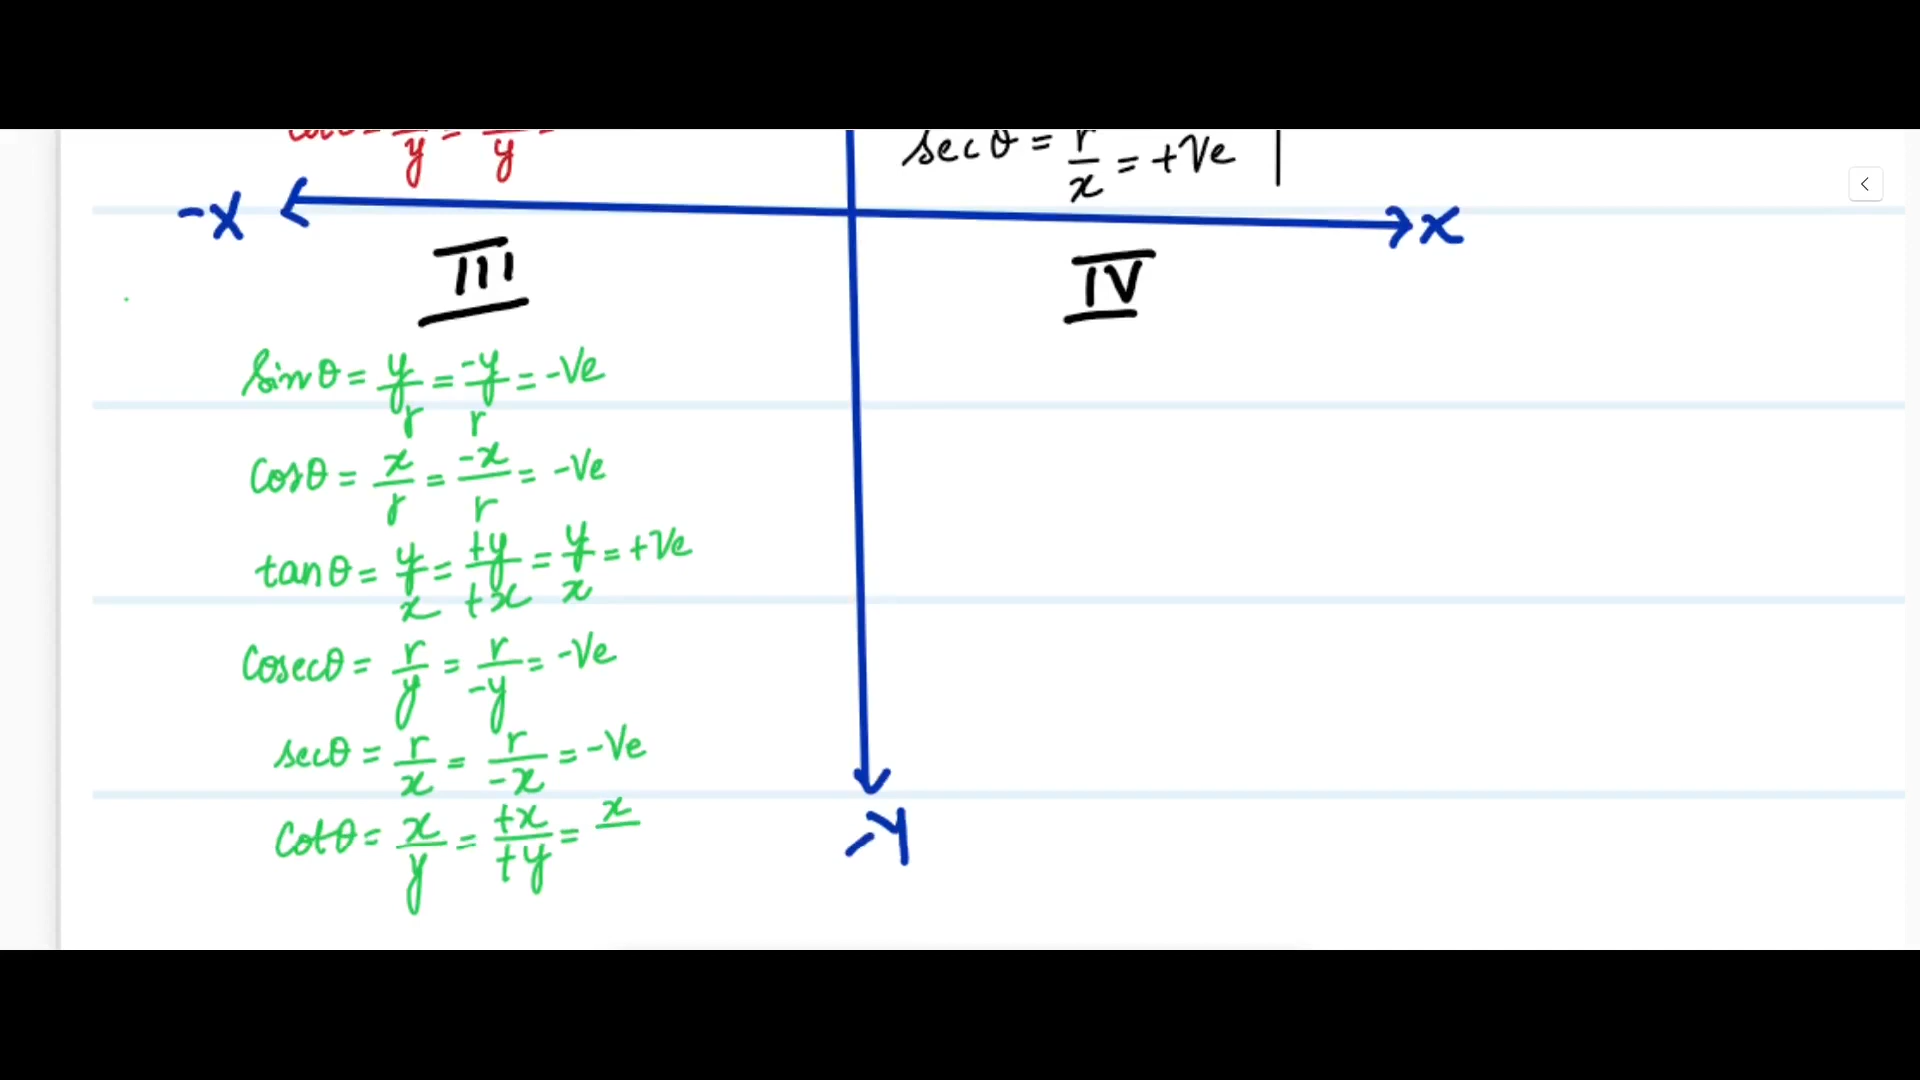 y y
secθ = r/x = +Ve |
-X X
III IV
Sinθ = y/r = -y/r = -Ve
Cosθ = x/r = -x/r = -Ve
tanθ = y/x = +y/+x = y/x = +Ve
Cosecθ = r/y = r/-y = -Ve
secθ = r/x = r/-x = -Ve
Cotθ = x/y = +x/+y = x/
-Y